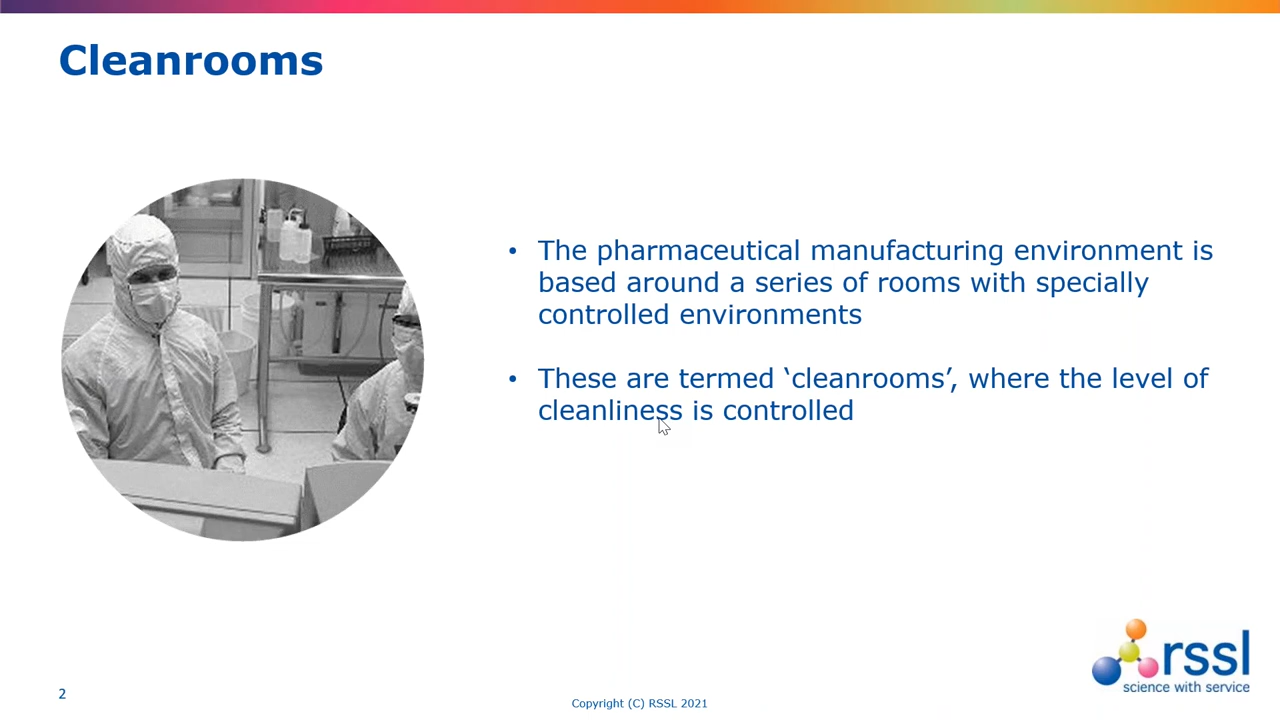 Cleanrooms
• The pharmaceutical manufacturing environment is
based around a series of rooms with specially
controlled environments
• These are termed ‘cleanrooms’, where the level of
cleanliness is controlled
rssl
science with service
2
Copyright (C) RSSL 2021